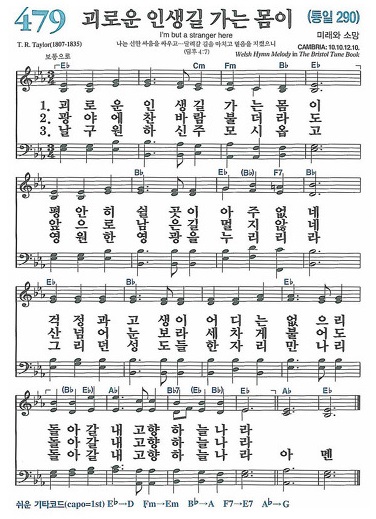 479 괴로운 인생길 가는 몸이 (통일 290)
I'm but a stranger here
미래와 소망
T. R. Taylor(1807-1835)
나는 선한 싸움을 싸우고…달려갈 길을 마치고 믿음을 지켰으니
(딤후 4:7)
CAMBRIA: 10.10.12.10.
Welsh Hymn Melody in The Bristol Tune Book
보통으로
E♭ Cm Fm B♭ E♭
1. 괴 로 운 인 생 길 가 는 몸 이
2. 광 야 에 찬 바 람 불 더 라 도
3. 날 구 원 하 신 주 모 시 옵 고
B♭ E♭ (B♭) E♭ F7 B♭
평 안 히 쉴 곳 이 아 주 없 네
앞 으 로 남 은 길 멀 지 않 네
영 원 한 영 광 을 누 리 리 라
E♭ B♭ E♭
걱 정 과 고 생 이 어 디 는 없 으 리
산 넘 어 눈 보 라 세 차 게 불 어 도
그 리 던 성 도 들 한 자 리 만 나 리
(B♭) E♭ A♭ B♭7 (E♭) B♭ E♭ A♭ E♭
돌 아 갈 내 고 향 하 늘 나 라
돌 아 갈 내 고 향 하 늘 나 라
돌 아 갈 내 고 향 하 늘 나 라 아 멘
쉬운 기타코드(capo=1st) E♭→D Fm→Em B♭→A F7→E7 A♭→G